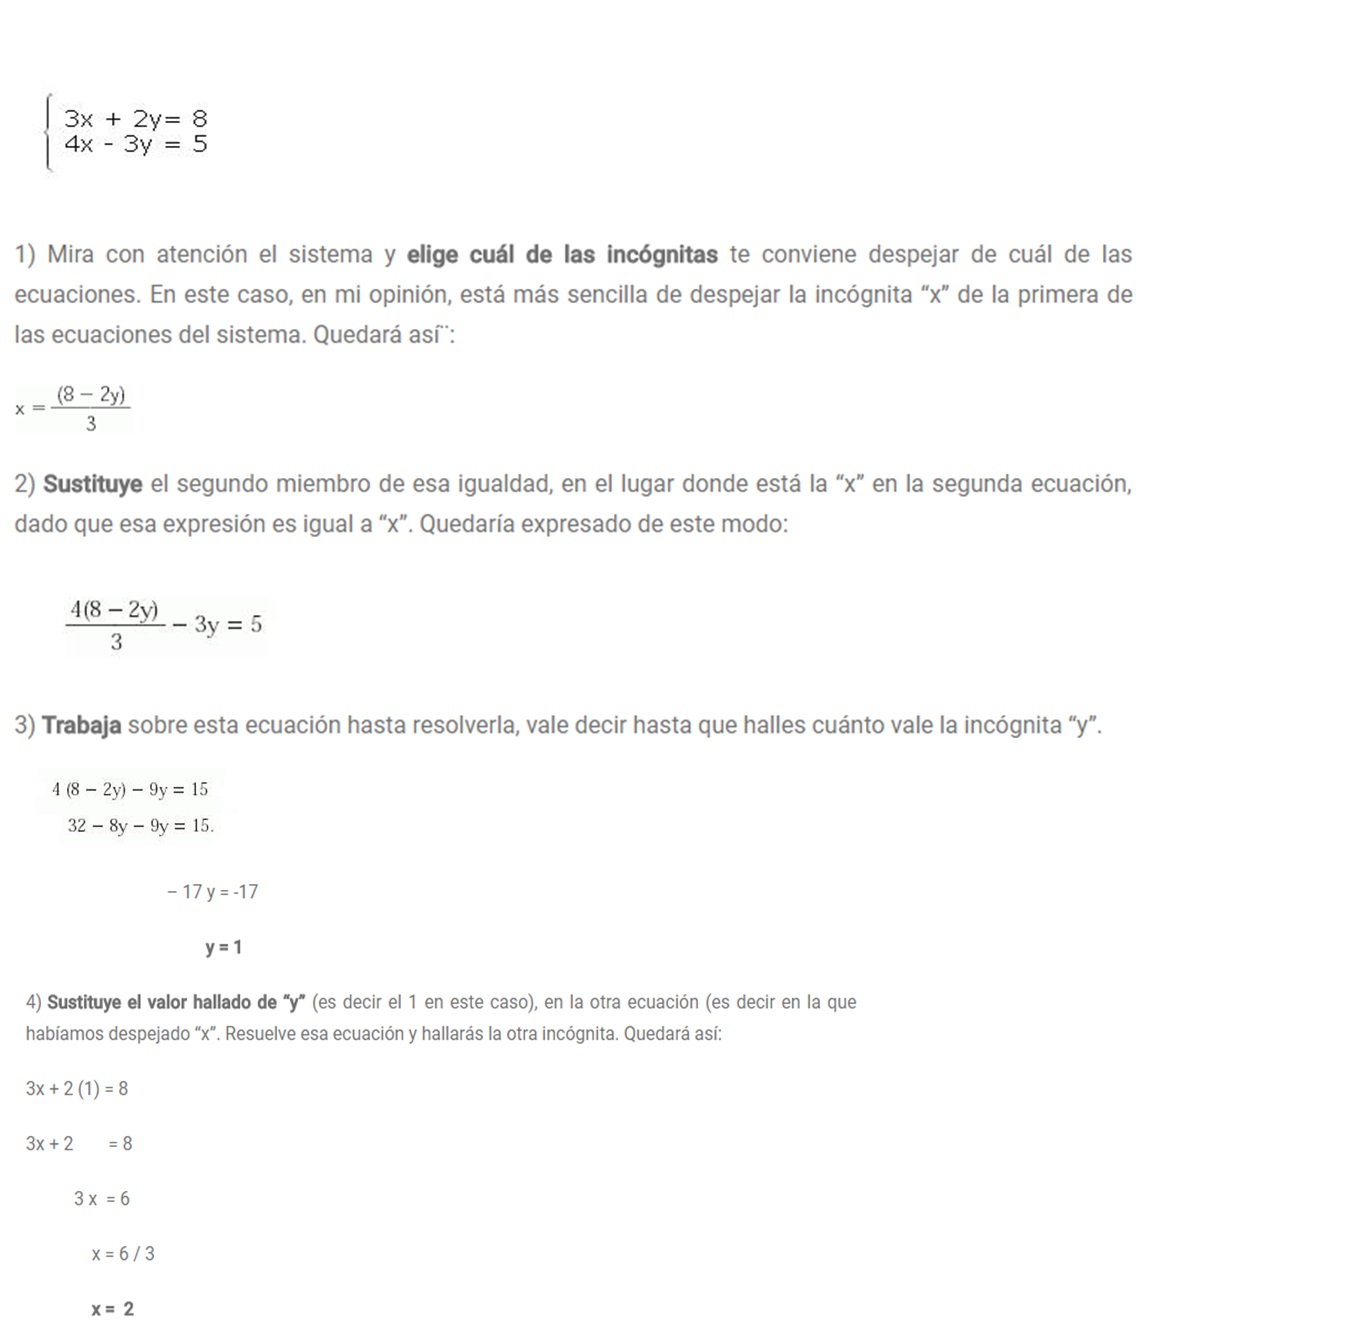 3x + 2y= 8
4x - 3y = 5
1) Mira con atención el sistema y elige cuál de las incógnitas te conviene despejar de cuál de las
ecuaciones. En este caso, en mi opinión, está más sencilla de despejar la incógnita “x” de la primera de
las ecuaciones del sistema. Quedará así¨:
x = (8 – 2y)
3
2) Sustituye el segundo miembro de esa igualdad, en el lugar donde está la “x” en la segunda ecuación,
dado que esa expresión es igual a “x”. Quedaría expresado de este modo:
4(8 – 2y)
3
– 3y = 5
3) Trabaja sobre esta ecuación hasta resolverla, vale decir hasta que halles cuánto vale la incógnita “y”.
4 (8 – 2y) – 9y = 15
32 – 8y – 9y = 15.
– 17 y = -17
y = 1
4) Sustituye el valor hallado de “y” (es decir el 1 en este caso), en la otra ecuación (es decir en la que
habíamos despejado “x”. Resuelve esa ecuación y hallarás la otra incógnita. Quedará así:
3x + 2 (1) = 8
3x + 2 = 8
3 x = 6
x = 6 / 3
x = 2